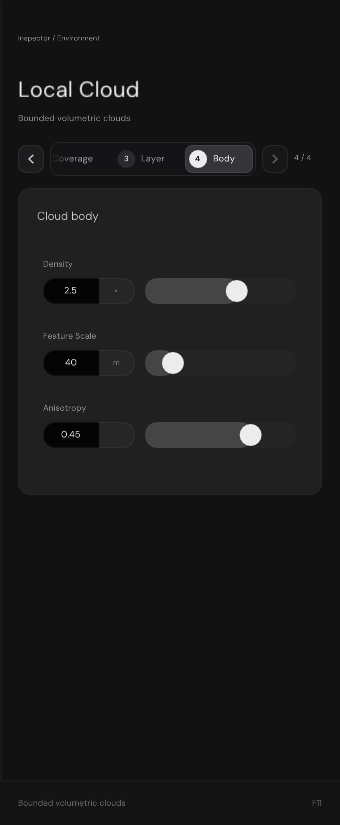 Inspector / Environment
Local Cloud
Bounded volumetric clouds
Coverage 3 Layer 4 Body 4 / 4
Cloud body
Density
2.5 ×
Feature Scale
40 m
Anisotropy
0.45
Bounded volumetric clouds F11